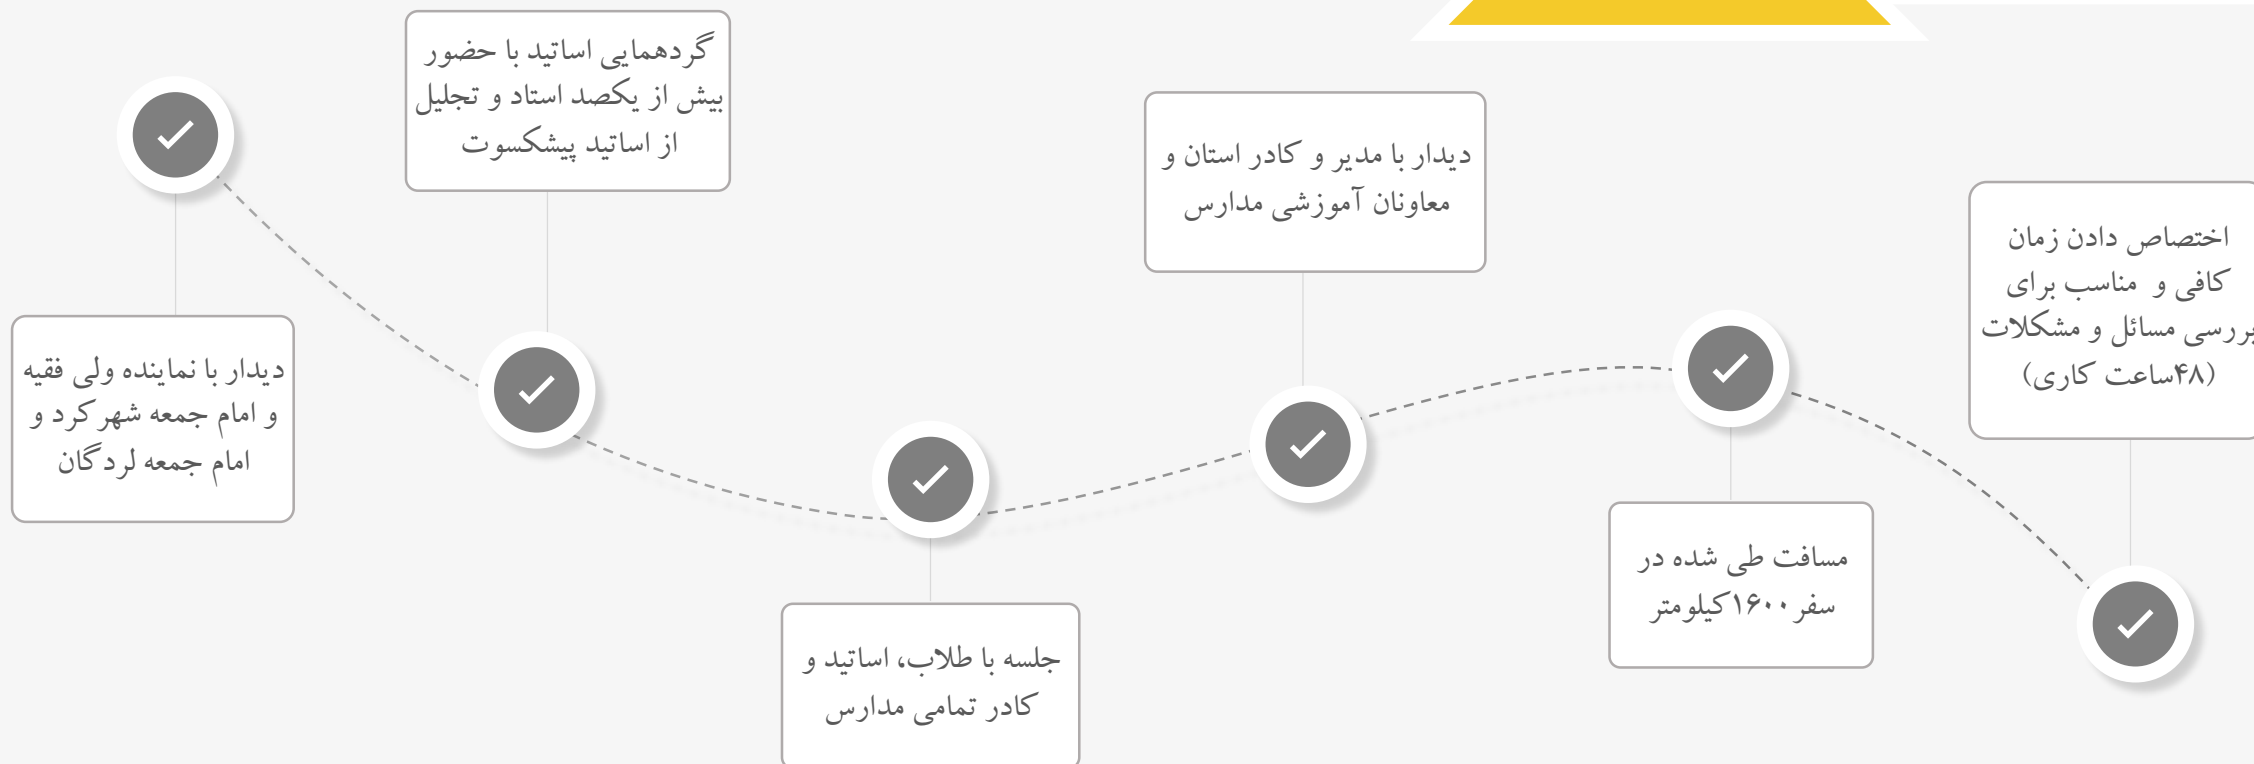 اختصاص دادن زمان
کافی و مناسب برای
بررسی مسائل و مشکلات
(۴۸ساعت کاری)
مسافت طی شده در
سفر ۱۶۰۰کیلومتر
دیدار با مدیر و کادر استان و
معاونان آموزشی مدارس
جلسه با طلاب، اساتید و
کادر تمامی مدارس
گردهمایی اساتید با حضور
بیش از یکصد استاد و تجلیل
از اساتید پیشکسوت
دیدار با نماینده ولی فقیه
و امام جمعه شهرکرد و
امام جمعه لردگان